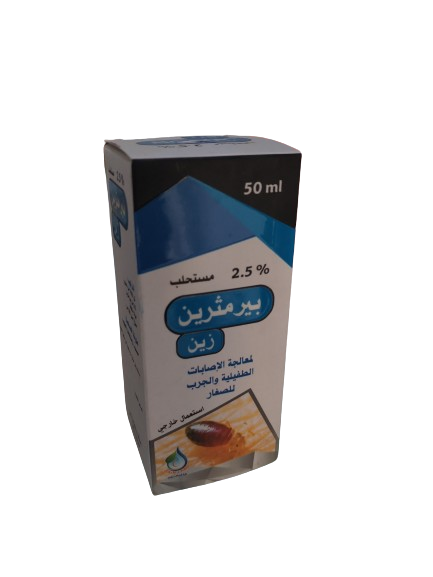 50 ml
مستحلب 2.5 %
بيرمثرين
زين
لمعالجة الإصابات
الطفيلية والجرب
للصغار
استعمال خارجي